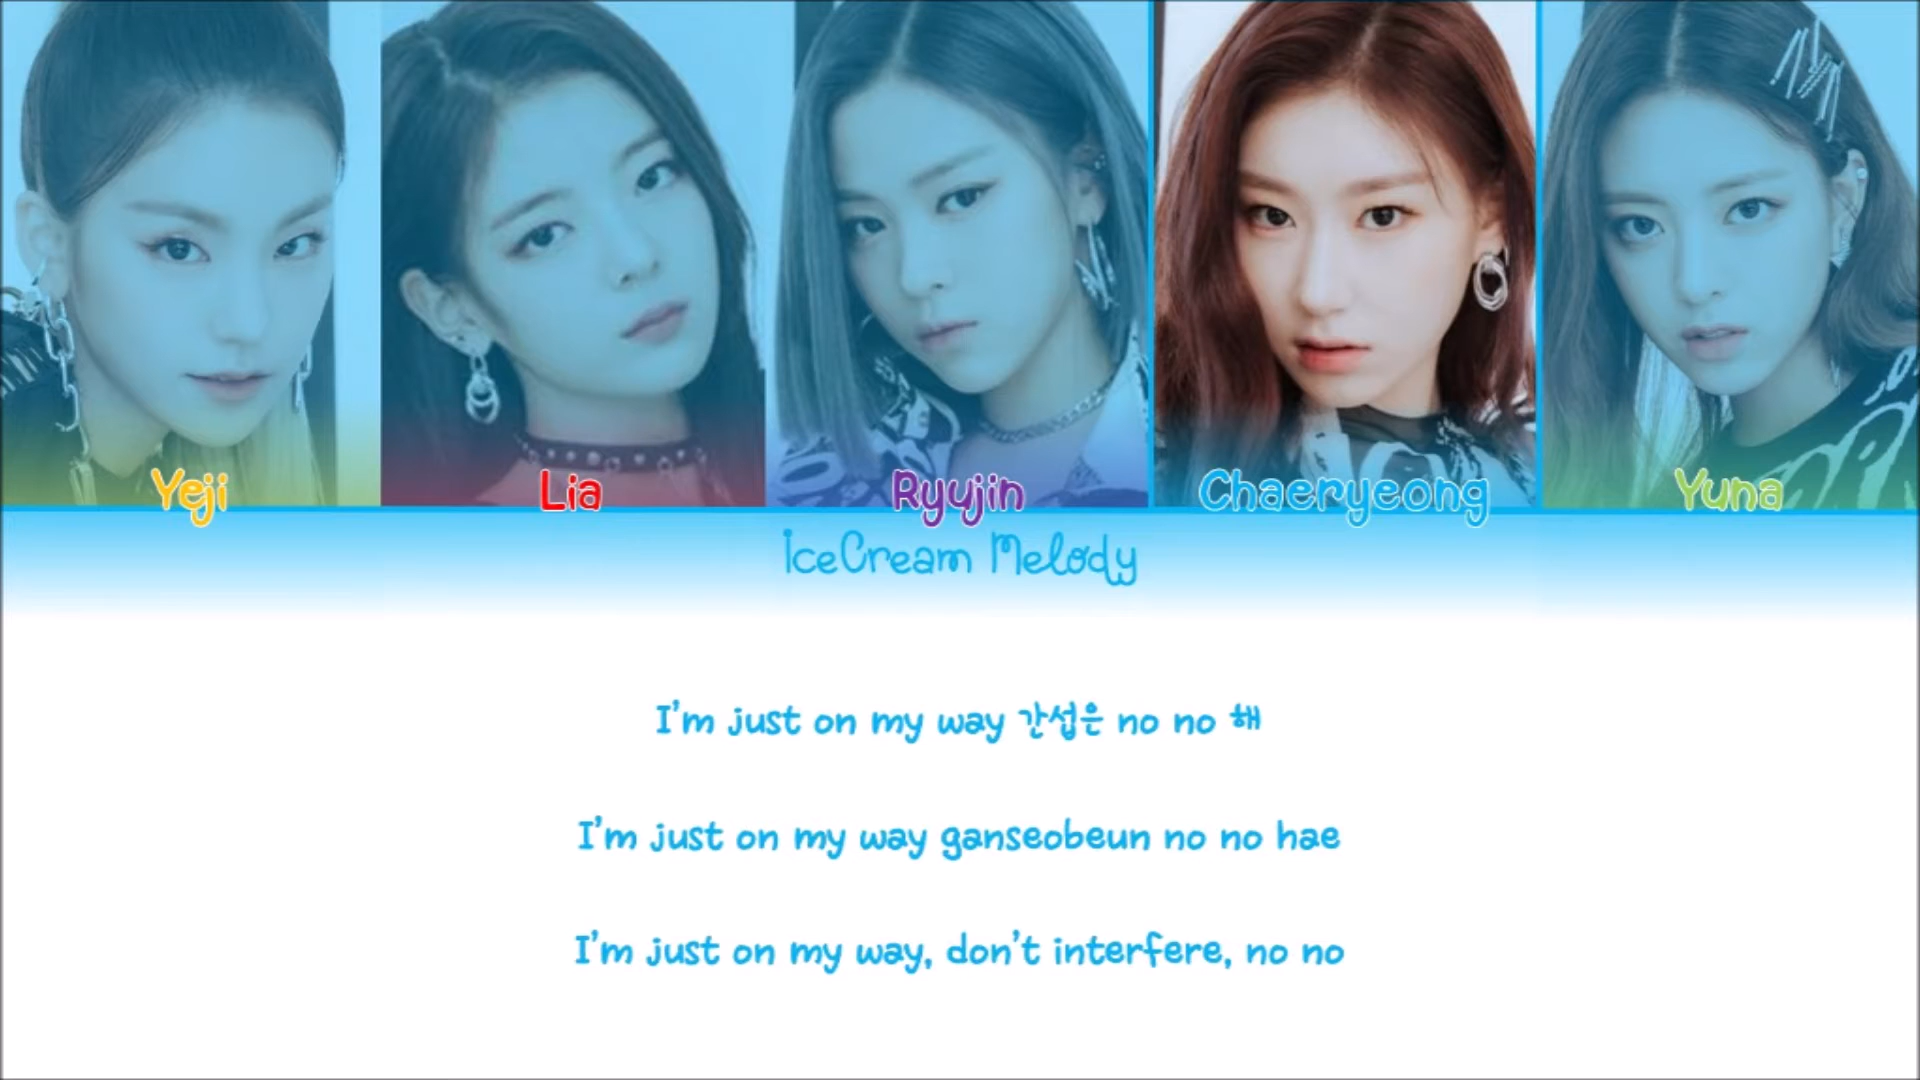 Yeji
Lia
Ryujin
Chaeryeong
Yuna
IceCream Melody
I'm just on my way 간섭은 no no 해
I'm just on my way ganseobeun no no hae
I'm just on my way, don't interfere, no no